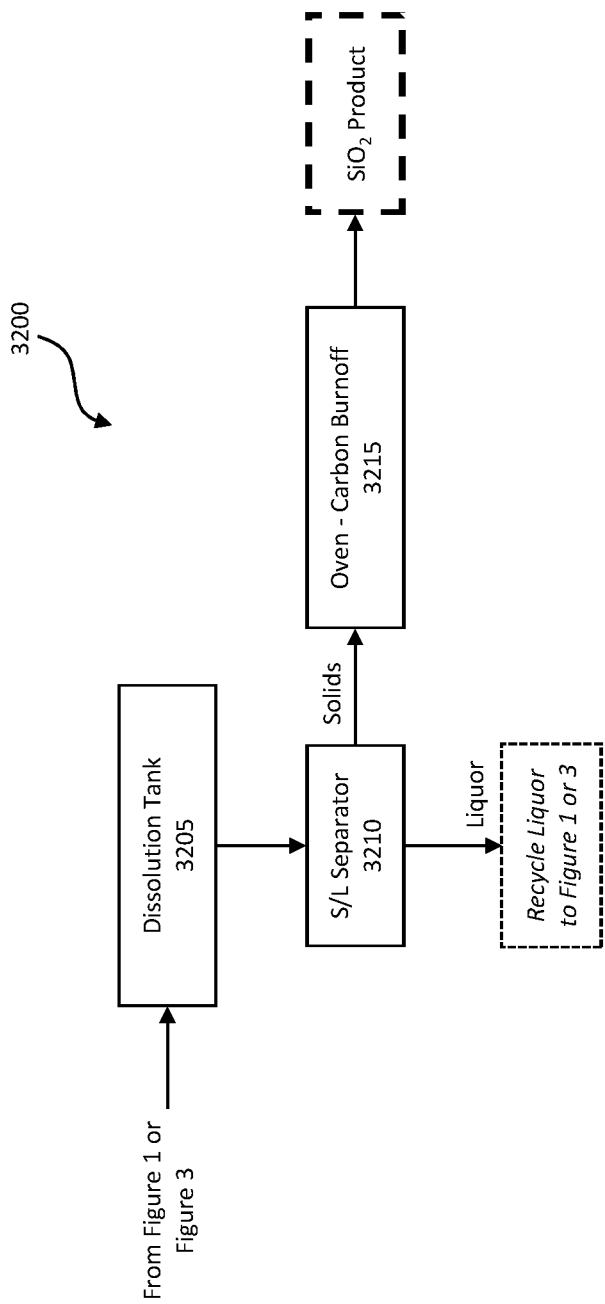 3200
From Figure 1 or
Figure 3
Dissolution Tank
3205
S/L Separator
3210
Solids
Oven - Carbon Burnoff
3215
SiO₂ Product
Liquor
Recycle Liquor
to Figure 1 or 3